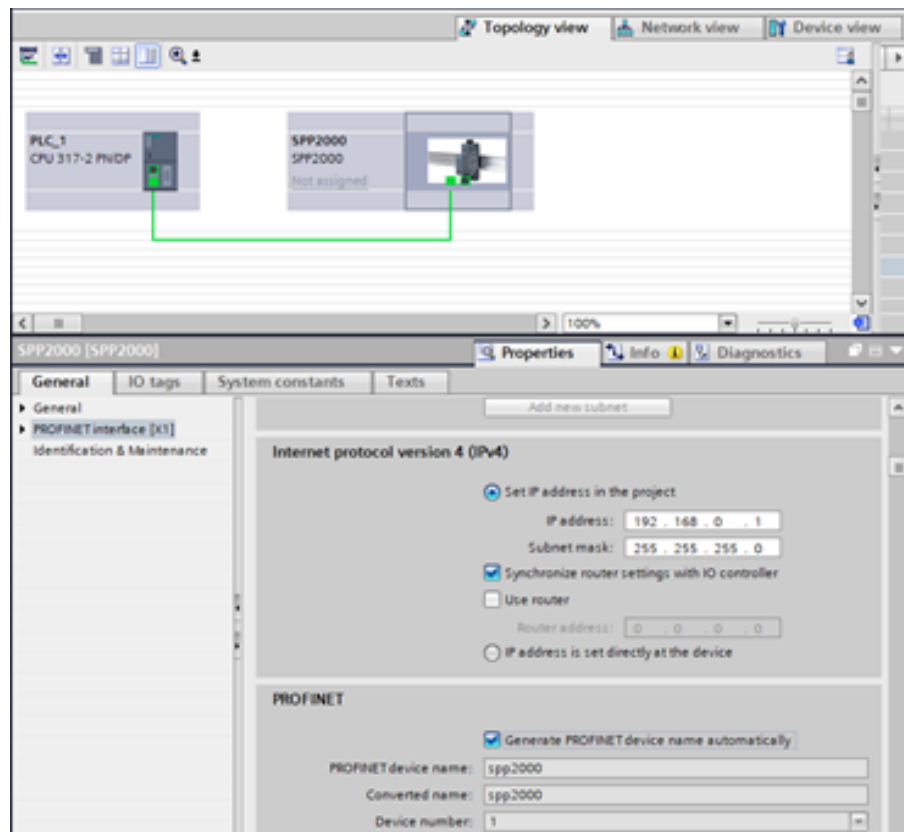 Topology view Network view Device view
PLC_1
CPU 317-2 PN/DP
SPP2000
SPP2000
Not assigned
100%
SPP2000 [SPP2000]
Properties Info Diagnostics
General IO tags System constants Texts
General
PROFINET interface [X1]
Identification & Maintenance
Add new subnet
Internet protocol version 4 (IPv4)
Set IP address in the project
IP address: 192 . 168 . 0 . 1
Subnet mask: 255 . 255 . 255 . 0
Synchronize router settings with IO controller
Use router
Router address: 0 . 0 . 0 . 0
IP address is set directly at the device
PROFINET
Generate PROFINET device name automatically
PROFINET device name: spp2000
Converted name: spp2000
Device number: 1